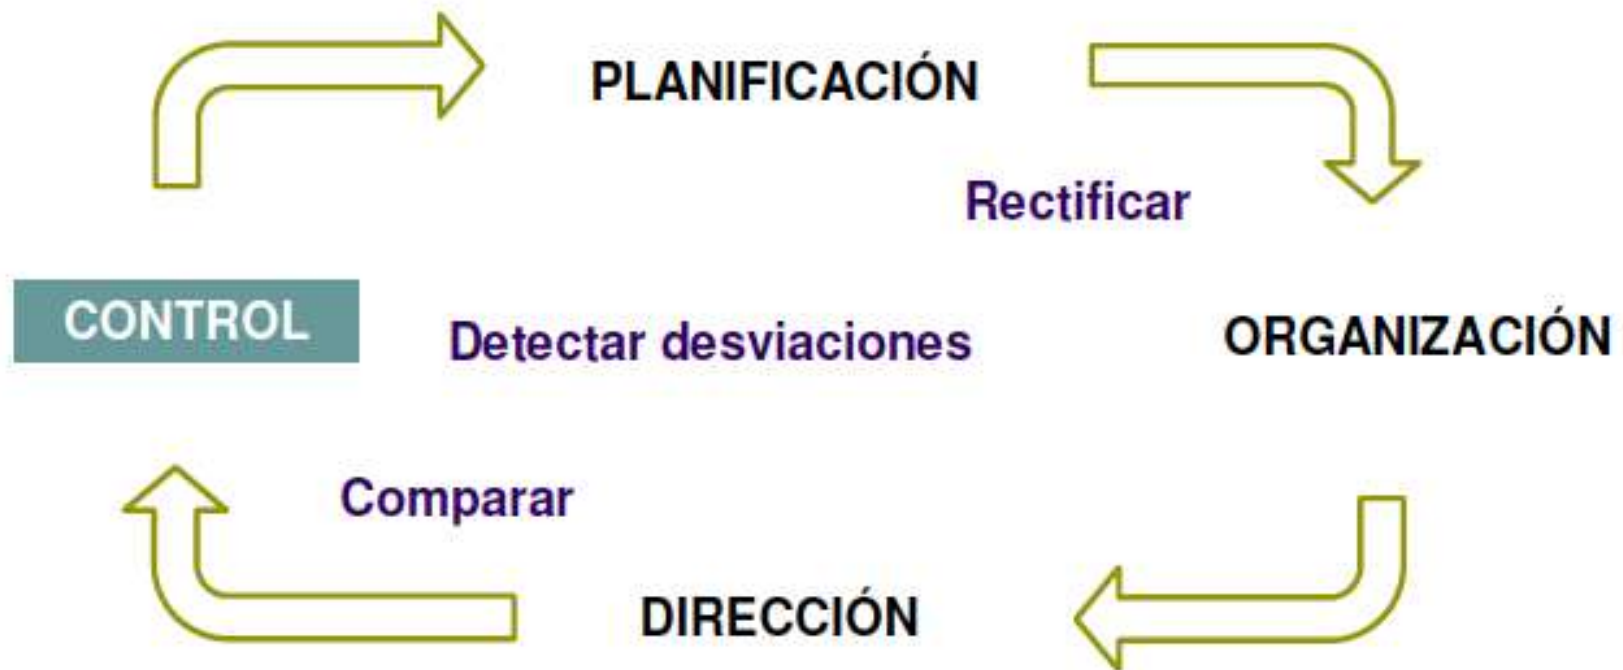 PLANIFICACIÓN
Rectificar
CONTROL
Detectar desviaciones
ORGANIZACIÓN
Comparar
DIRECCIÓN